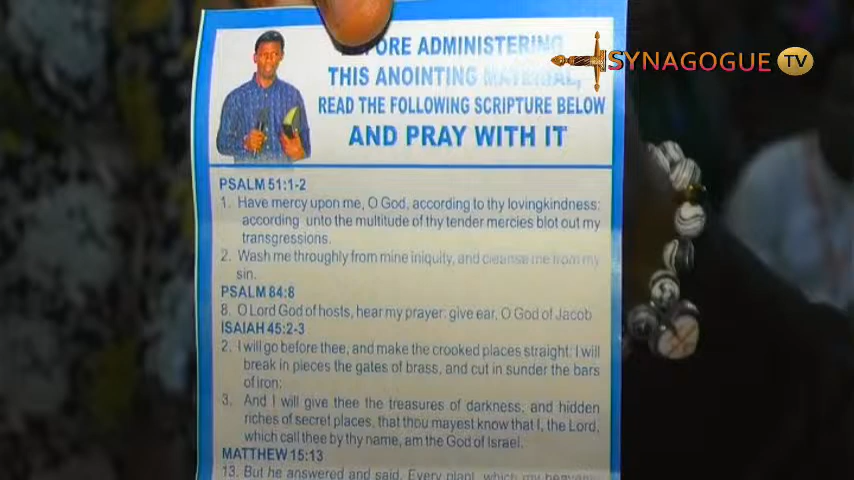 SYNAGOGUE TV
ORE ADMINISTERING
THIS ANOINTING MATERIAL,
READ THE FOLLOWING SCRIPTURE BELOW
AND PRAY WITH IT
PSALM 51:1-2
1. Have mercy upon me, O God, according to thy lovingkindness:
according unto the multitude of thy tender mercies blot out my
transgressions.
2. Wash me throughly from mine iniquity, and cleanse me from my
sin.
PSALM 84:8
8. O Lord God of hosts, hear my prayer: give ear, O God of Jacob
ISAIAH 45:2-3
2. I will go before thee, and make the crooked places straight: I will
break in pieces the gates of brass, and cut in sunder the bars
of iron:
3. And I will give thee the treasures of darkness, and hidden
riches of secret places, that thou mayest know that I, the Lord,
which call thee by thy name, am the God of Israel.
MATTHEW 15:13
13. But he answered and said, Every plant, which my heavenly